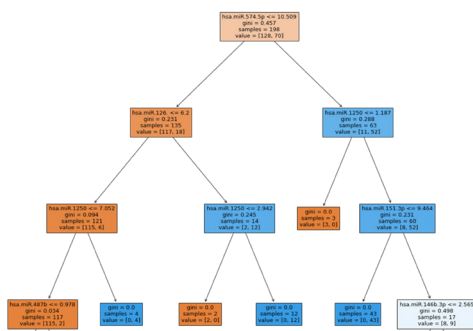 hsa.miR.574.5p <= 10.509
gini = 0.457
samples = 198
value = [128, 70]
hsa.miR.126. <= 6.2
gini = 0.231
samples = 135
value = [117, 18]
hsa.miR.1250 <= 1.187
gini = 0.288
samples = 63
value = [11, 52]
hsa.miR.1250 <= 7.052
gini = 0.094
samples = 121
value = [115, 6]
hsa.miR.1250 <= 2.942
gini = 0.245
samples = 14
value = [2, 12]
gini = 0.0
samples = 3
value = [3, 0]
hsa.miR.151.3p <= 9.464
gini = 0.231
samples = 60
value = [8, 52]
hsa.miR.487b <= 0.978
gini = 0.034
samples = 117
value = [115, 2]
gini = 0.0
samples = 4
value = [0, 4]
gini = 0.0
samples = 2
value = [2, 0]
gini = 0.0
samples = 12
value = [0, 12]
gini = 0.0
samples = 43
value = [0, 43]
hsa.miR.146b.3p <= 2.565
gini = 0.498
samples = 17
value = [8, 9]